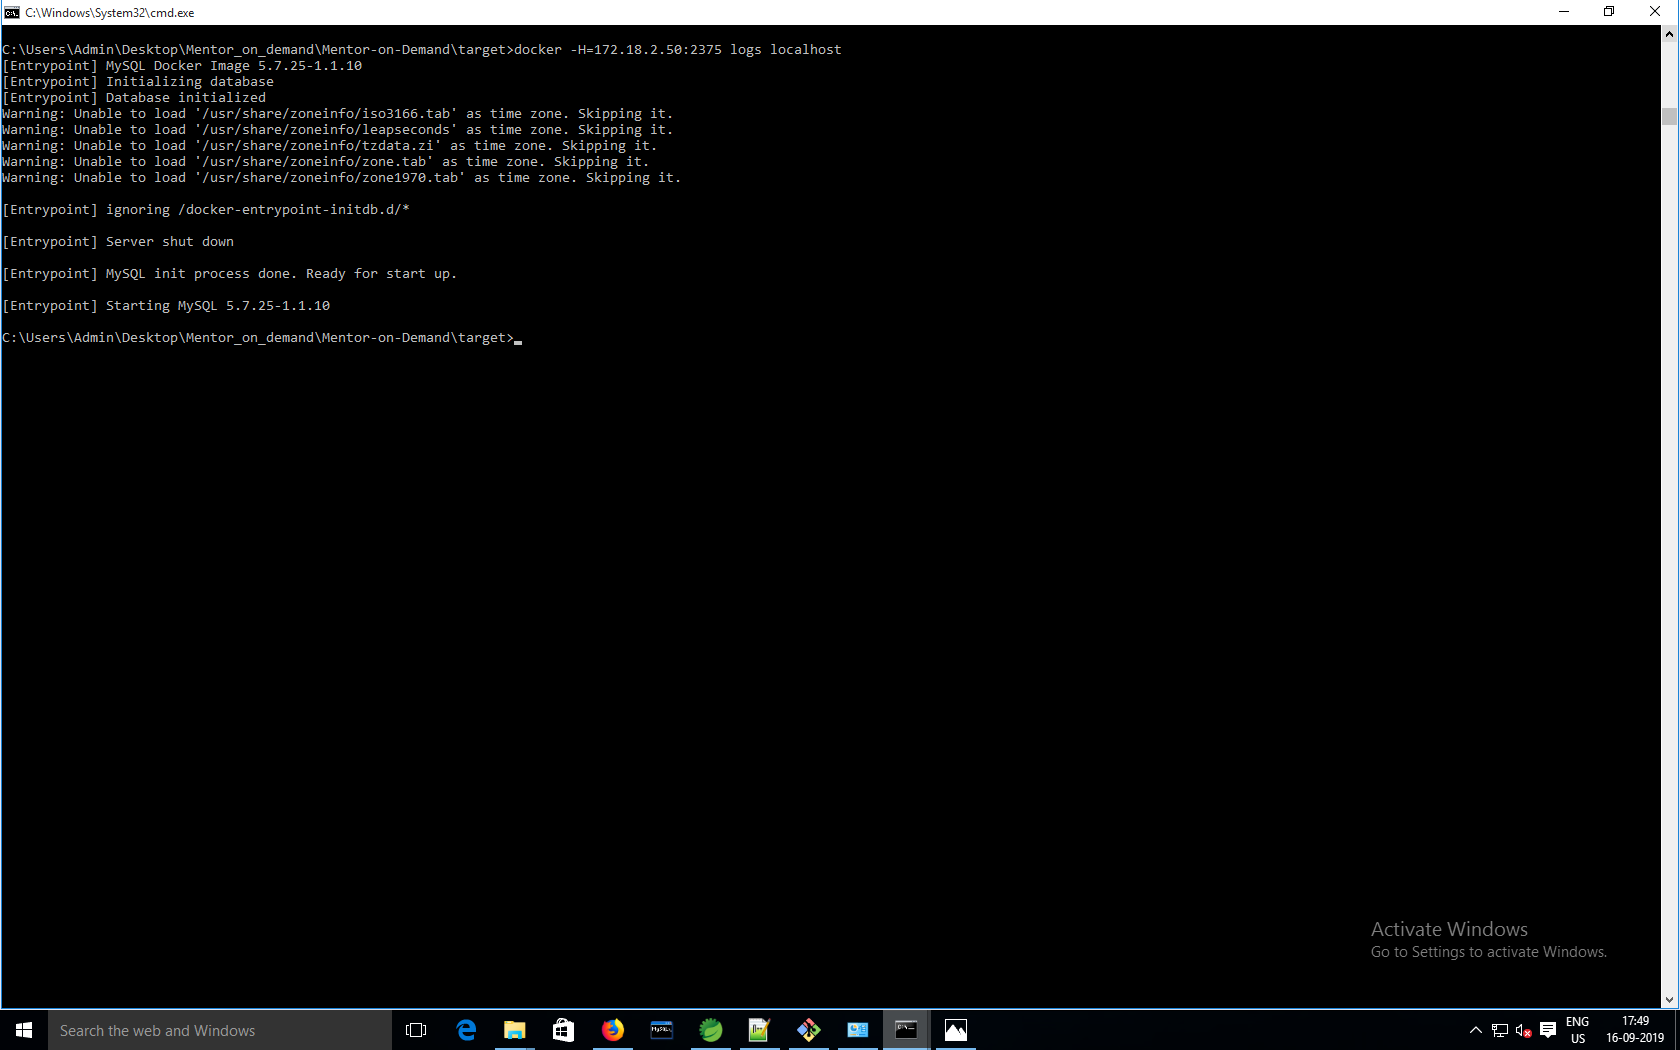 C:\Windows\System32\cmd.exe
C:\Users\Admin\Desktop\Mentor_on_demand\Mentor-on-Demand\target>docker -H=172.18.2.50:2375 logs localhost
[Entrypoint] MySQL Docker Image 5.7.25-1.1.10
[Entrypoint] Initializing database
[Entrypoint] Database initialized
Warning: Unable to load '/usr/share/zoneinfo/iso3166.tab' as time zone. Skipping it.
Warning: Unable to load '/usr/share/zoneinfo/leapseconds' as time zone. Skipping it.
Warning: Unable to load '/usr/share/zoneinfo/tzdata.zi' as time zone. Skipping it.
Warning: Unable to load '/usr/share/zoneinfo/zone.tab' as time zone. Skipping it.
Warning: Unable to load '/usr/share/zoneinfo/zone1970.tab' as time zone. Skipping it.
[Entrypoint] ignoring /docker-entrypoint-initdb.d/*
[Entrypoint] Server shut down
[Entrypoint] MySQL init process done. Ready for start up.
[Entrypoint] Starting MySQL 5.7.25-1.1.10
C:\Users\Admin\Desktop\Mentor_on_demand\Mentor-on-Demand\target>_
Activate Windows
Go to Settings to activate Windows.
Search the web and Windows
ENG
US
17:49
16-09-2019